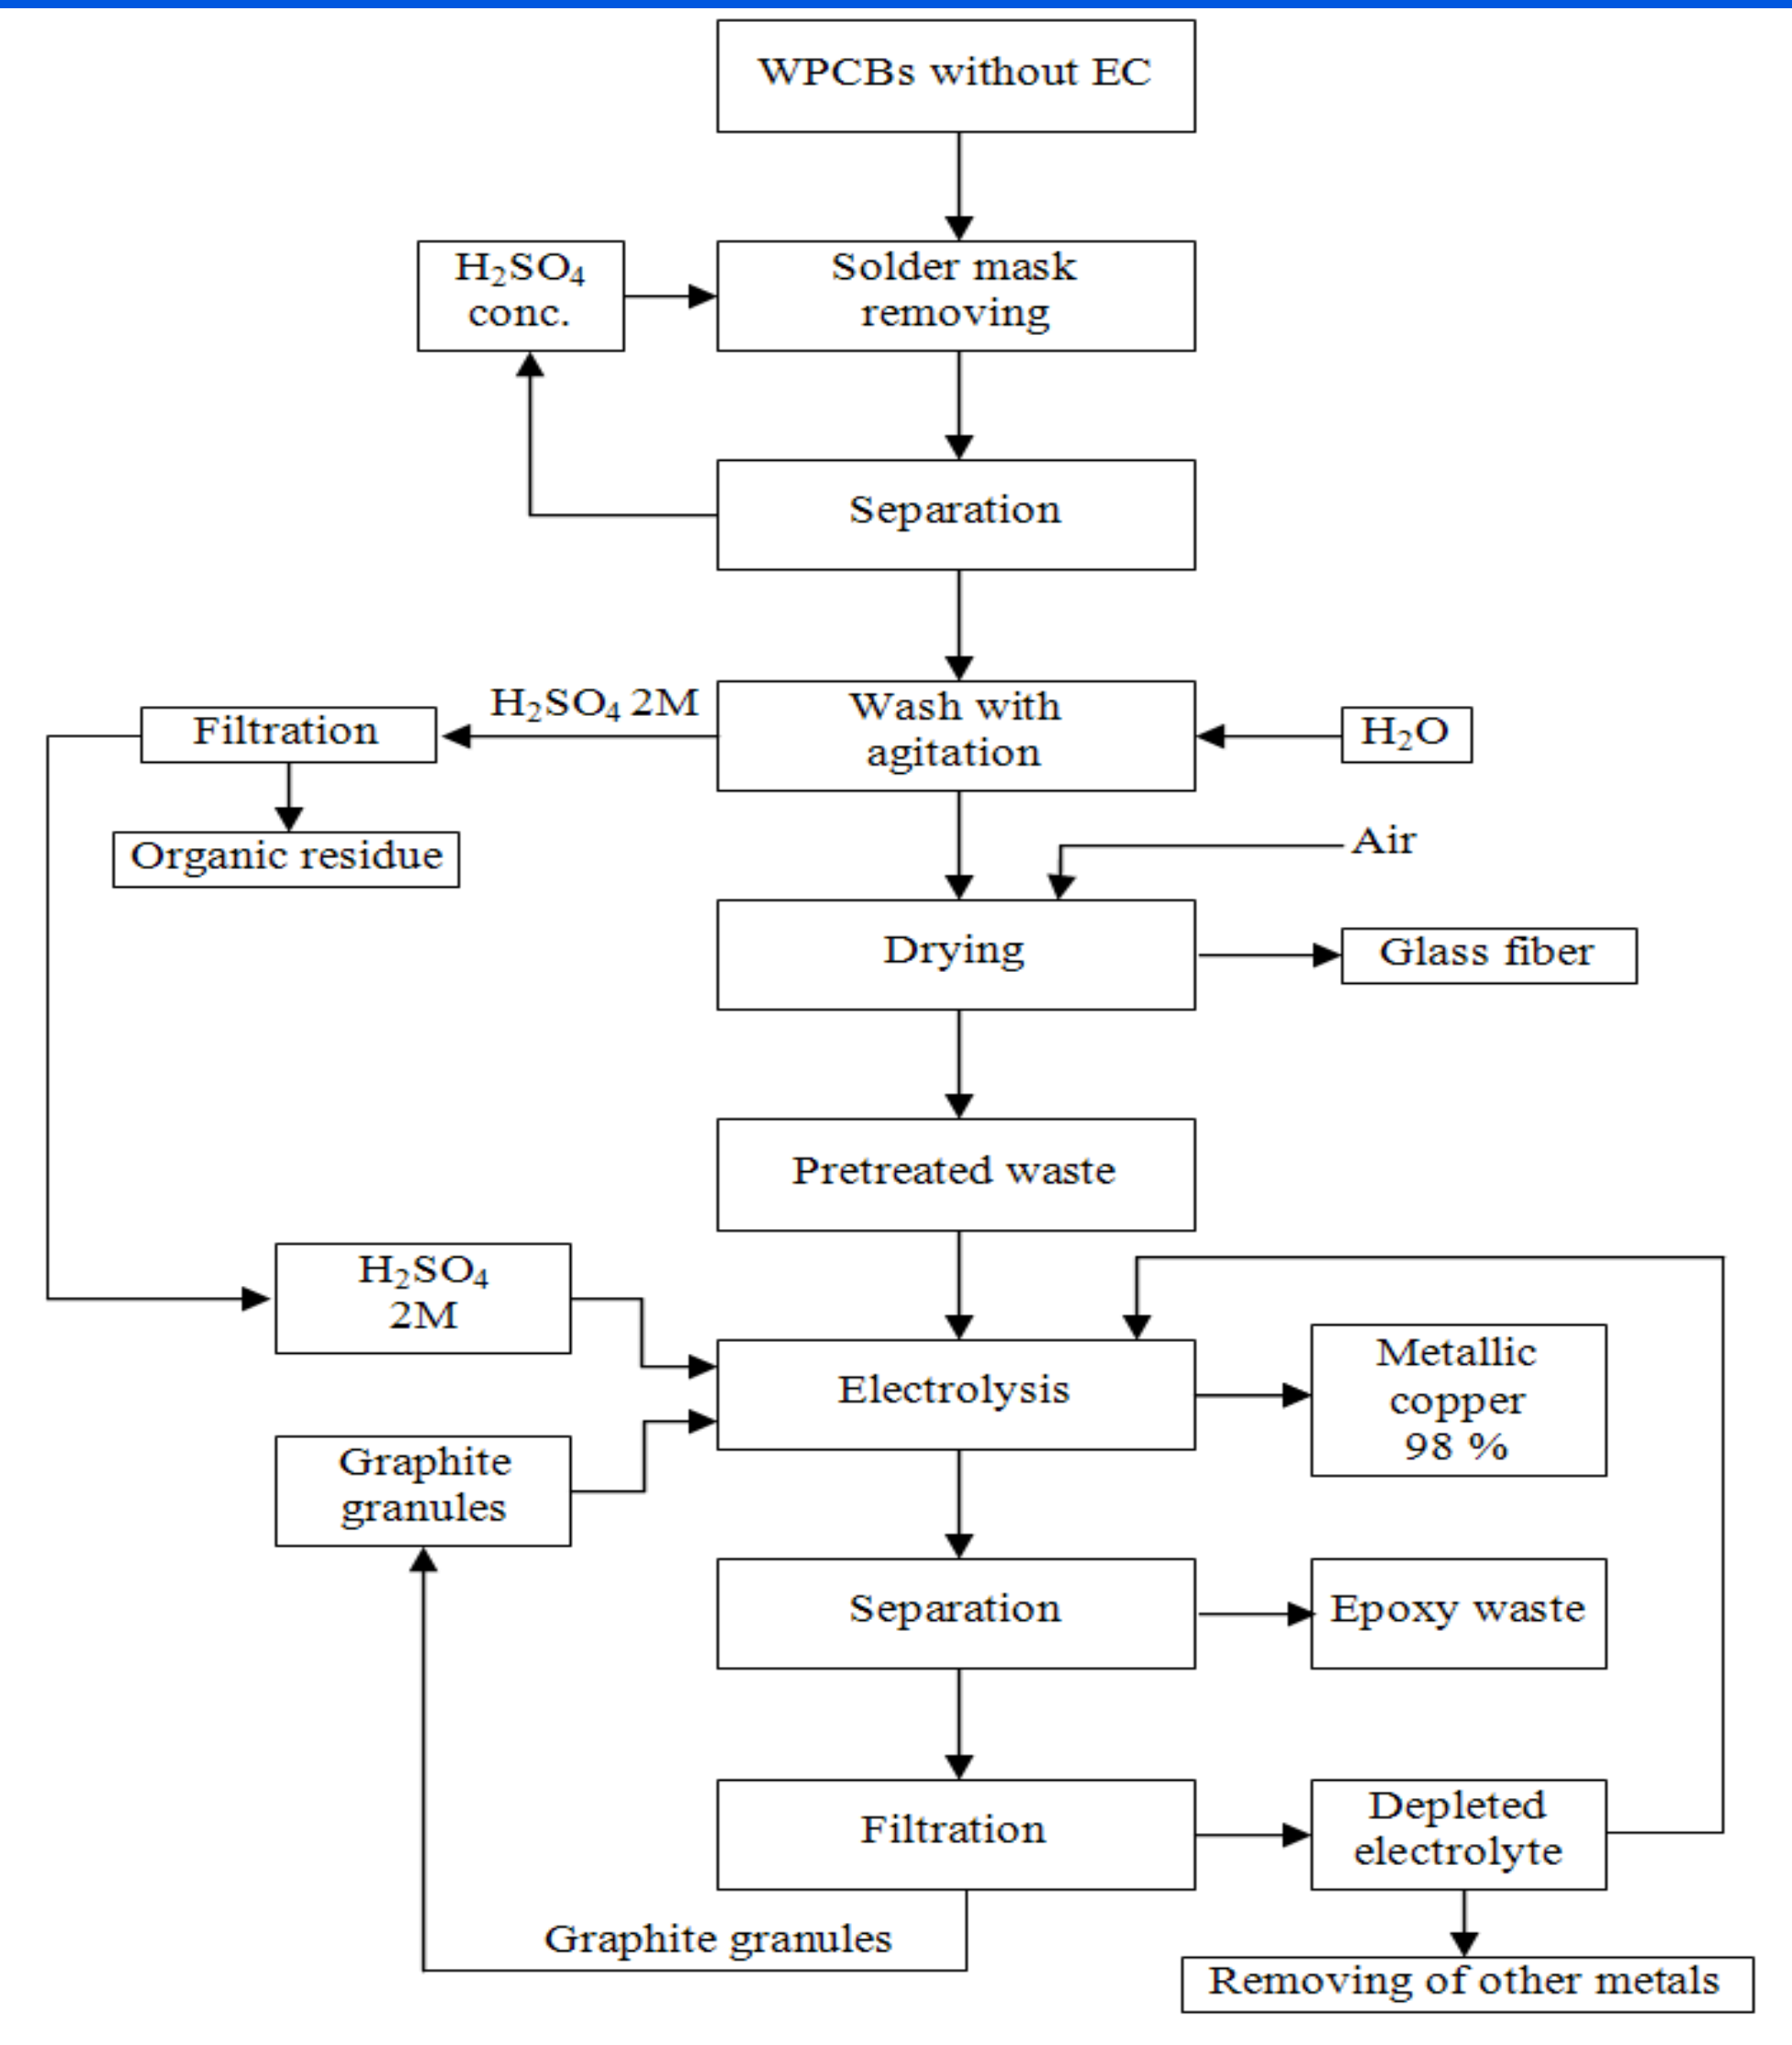 WPCBs without EC
H₂SO₄
conc.
Solder mask
removing
Separation
Filtration
H₂SO₄ 2M
Wash with
agitation
H₂O
Organic residue
Air
Drying
Glass fiber
Pretreated waste
H₂SO₄
2M
Electrolysis
Metallic
copper
98 %
Graphite
granules
Separation
Epoxy waste
Filtration
Depleted
electrolyte
Graphite granules
Removing of other metals